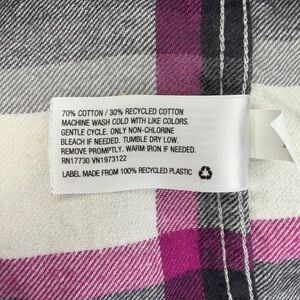 70% COTTON / 30% RECYCLED COTTON
MACHINE WASH COLD WITH LIKE COLORS.
GENTLE CYCLE. ONLY NON-CHLORINE
BLEACH IF NEEDED. TUMBLE DRY LOW.
REMOVE PROMPTLY. WARM IRON IF NEEDED.
RN17730 VN1973122
LABEL MADE FROM 100% RECYCLED PLASTIC